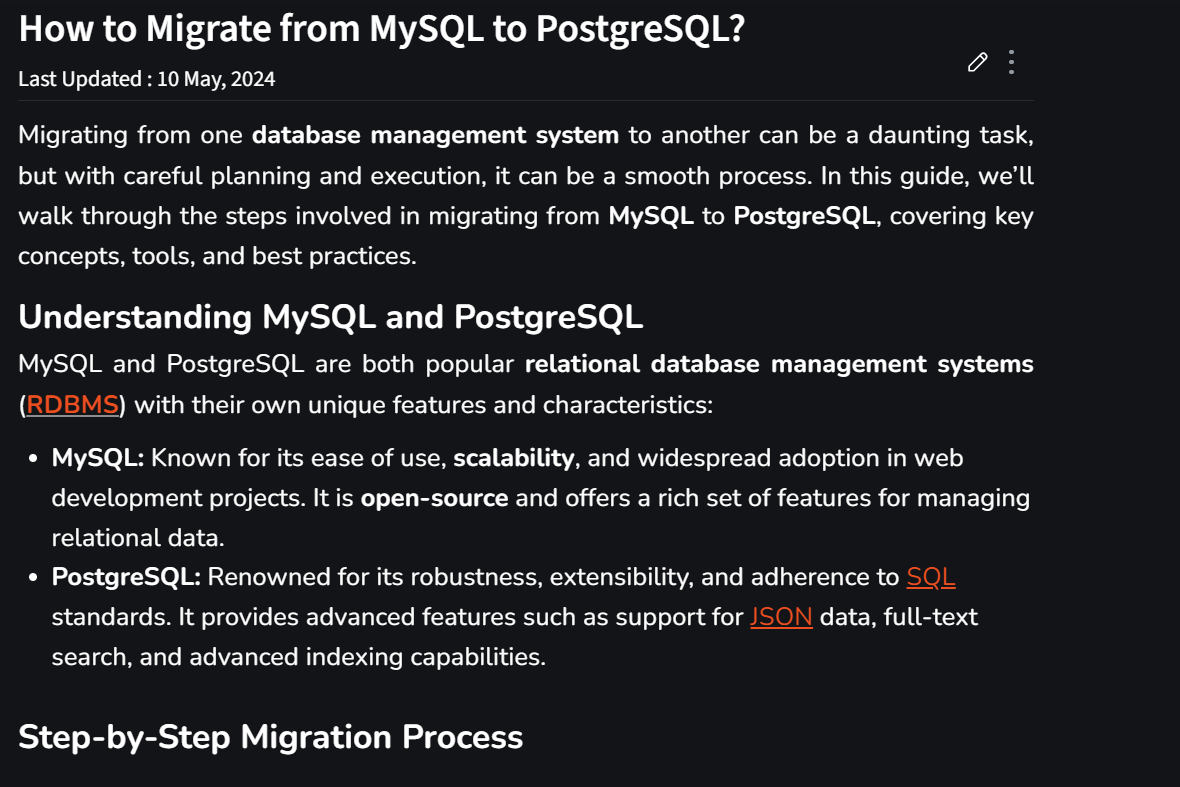 How to Migrate from MySQL to PostgreSQL?
Last Updated : 10 May, 2024
Migrating from one database management system to another can be a daunting task,
but with careful planning and execution, it can be a smooth process. In this guide, we’ll
walk through the steps involved in migrating from MySQL to PostgreSQL, covering key
concepts, tools, and best practices.
Understanding MySQL and PostgreSQL
MySQL and PostgreSQL are both popular relational database management systems
(RDBMS) with their own unique features and characteristics:
• MySQL: Known for its ease of use, scalability, and widespread adoption in web
development projects. It is open-source and offers a rich set of features for managing
relational data.
• PostgreSQL: Renowned for its robustness, extensibility, and adherence to SQL
standards. It provides advanced features such as support for JSON data, full-text
search, and advanced indexing capabilities.
Step-by-Step Migration Process